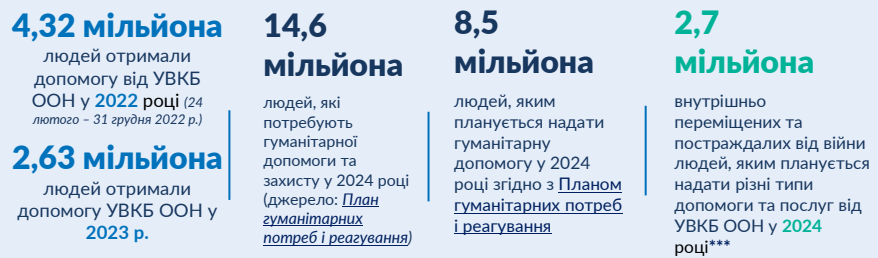 4,32 мільйона
людей отримали
допомогу від УВКБ
ООН у 2022 році (24
лютого – 31 грудня 2022 р.)
2,63 мільйона
людей отримали
допомогу УВКБ ООН у
2023 р.
14,6
мільйона
людей, які
потребують
гуманітарної
допомоги та
захисту у 2024 році
(джерело: План
гуманітарних
потреб і реагування)
8,5
мільйона
людей, яким
планується надати
гуманітарну
допомогу у 2024
році згідно з Планом
гуманітарних потреб
і реагування
2,7
мільйона
внутрішньо
переміщених та
постраждалих від війни
людей, яким планується
надати різні типи
допомоги та послуг від
УВКБ ООН у 2024
році***